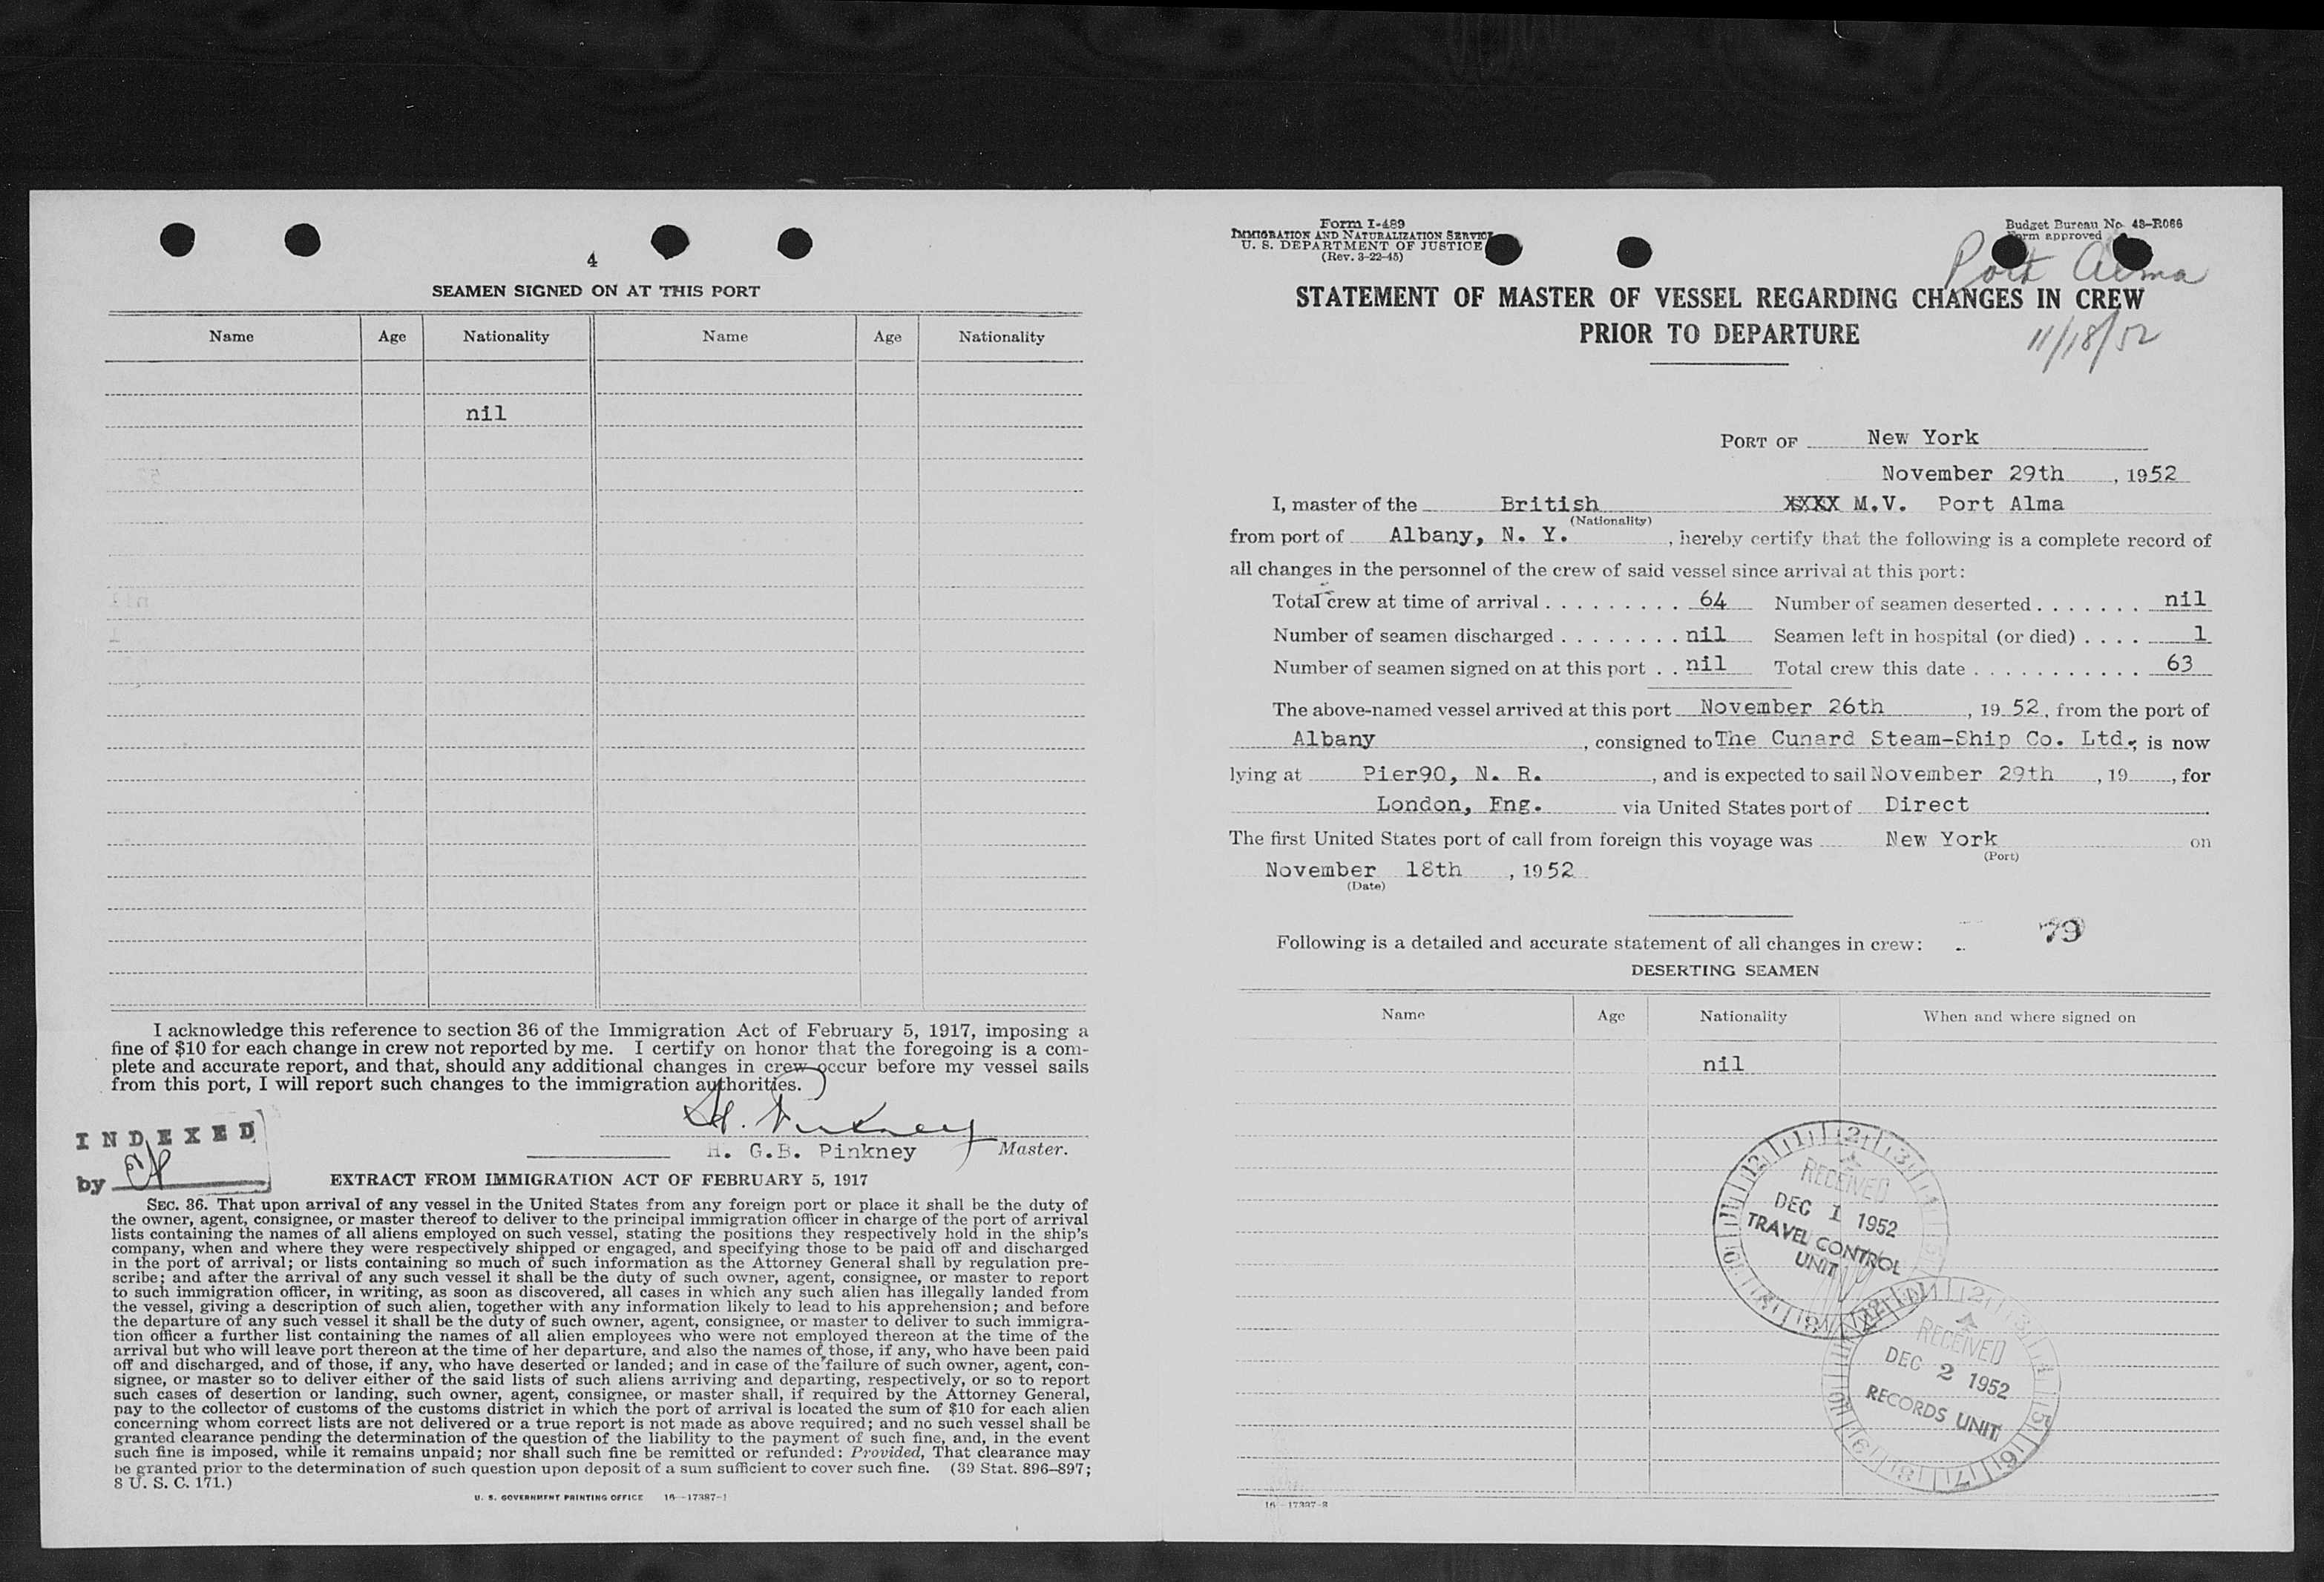 4
SEAMEN SIGNED ON AT THIS PORT
Name Age Nationality Name Age Nationality
nil
I acknowledge this reference to section 36 of the Immigration Act of February 5, 1917, imposing a
fine of $10 for each change in crew not reported by me. I certify on honor that the foregoing is a com-
plete and accurate report, and that, should any additional changes in crew occur before my vessel sails
from this port, I will report such changes to the immigration authorities.
H. Pinkney
H. G.B. Pinkney Master.
INDEXED
by
EXTRACT FROM IMMIGRATION ACT OF FEBRUARY 5, 1917
SEC. 36. That upon arrival of any vessel in the United States from any foreign port or place it shall be the duty of
the owner, agent, consignee, or master thereof to deliver to the principal immigration officer in charge of the port of arrival
lists containing the names of all aliens employed on such vessel, stating the positions they respectively hold in the ship's
company, when and where they were respectively shipped or engaged, and specifying those to be paid off and discharged
in the port of arrival; or lists containing so much of such information as the Attorney General shall by regulation pre-
scribe; and after the arrival of any such vessel it shall be the duty of such owner, agent, consignee, or master to report
to such immigration officer, in writing, as soon as discovered, all cases in which any such alien has illegally landed from
the vessel, giving a description of such alien, together with any information likely to lead to his apprehension; and before
the departure of any such vessel it shall be the duty of such owner, agent, consignee, or master to deliver to such immigra-
tion officer a further list containing the names of all alien employees who were not employed thereon at the time of the
arrival but who will leave port thereon at the time of her departure, and also the names of those, if any, who have been paid
off and discharged, and of those, if any, who have deserted or landed; and in case of the failure of such owner, agent, con-
signee, or master so to deliver either of the said lists of such aliens arriving and departing, respectively, or so to report
such cases of desertion or landing, such owner, agent, consignee, or master shall, if required by the Attorney General,
pay to the collector of customs of the customs district in which the port of arrival is located the sum of $10 for each alien
concerning whom correct lists are not delivered or a true report is not made as above required; and no such vessel shall be
granted clearance pending the determination of the question of the liability to the payment of such fine, and, in the event
such fine is imposed, while it remains unpaid; nor shall such fine be remitted or refunded: Provided, That clearance may
be granted prior to the determination of such question upon deposit of a sum sufficient to cover such fine. (39 Stat. 896-897;
8 U. S. C. 171.)
U. S. GOVERNMENT PRINTING OFFICE 16-17387-1
Form I-489
IMMIGRATION AND NATURALIZATION SERVICE
U. S. DEPARTMENT OF JUSTICE
(Rev. 3-22-45)
Budget Bureau No. 43-R066
Form approved
Port Alma
STATEMENT OF MASTER OF VESSEL REGARDING CHANGES IN CREW
PRIOR TO DEPARTURE
11/18/52
PORT OF New York
November 29th, 1952
I, master of the British XXXX M.V. Port Alma
(Nationality)
from port of Albany, N. Y., hereby certify that the following is a complete record of
all changes in the personnel of the crew of said vessel since arrival at this port:
Total crew at time of arrival . . . . . . . . . 64 Number of seamen deserted . . . . . . . nil
Number of seamen discharged . . . . . . . . nil Seamen left in hospital (or died) . . . . 1
Number of seamen signed on at this port . . nil Total crew this date . . . . . . . . . . . 63
The above-named vessel arrived at this port November 26th, 1952, from the port of
Albany, consigned to The Cunard Steam-Ship Co. Ltd.; is now
lying at Pier90, N. R., and is expected to sail November 29th, 19, for
London, Eng. via United States port of Direct
The first United States port of call from foreign this voyage was New York on
(Port)
November 18th, 1952
(Date)
79
Following is a detailed and accurate statement of all changes in crew:
DESERTING SEAMEN
Name Age Nationality When and where signed on
nil
RECEIVED
DEC 1 1952
TRAVEL CONTROL
UNIT
RECEIVED
DEC 2 1952
RECORDS UNIT
16-17387-2